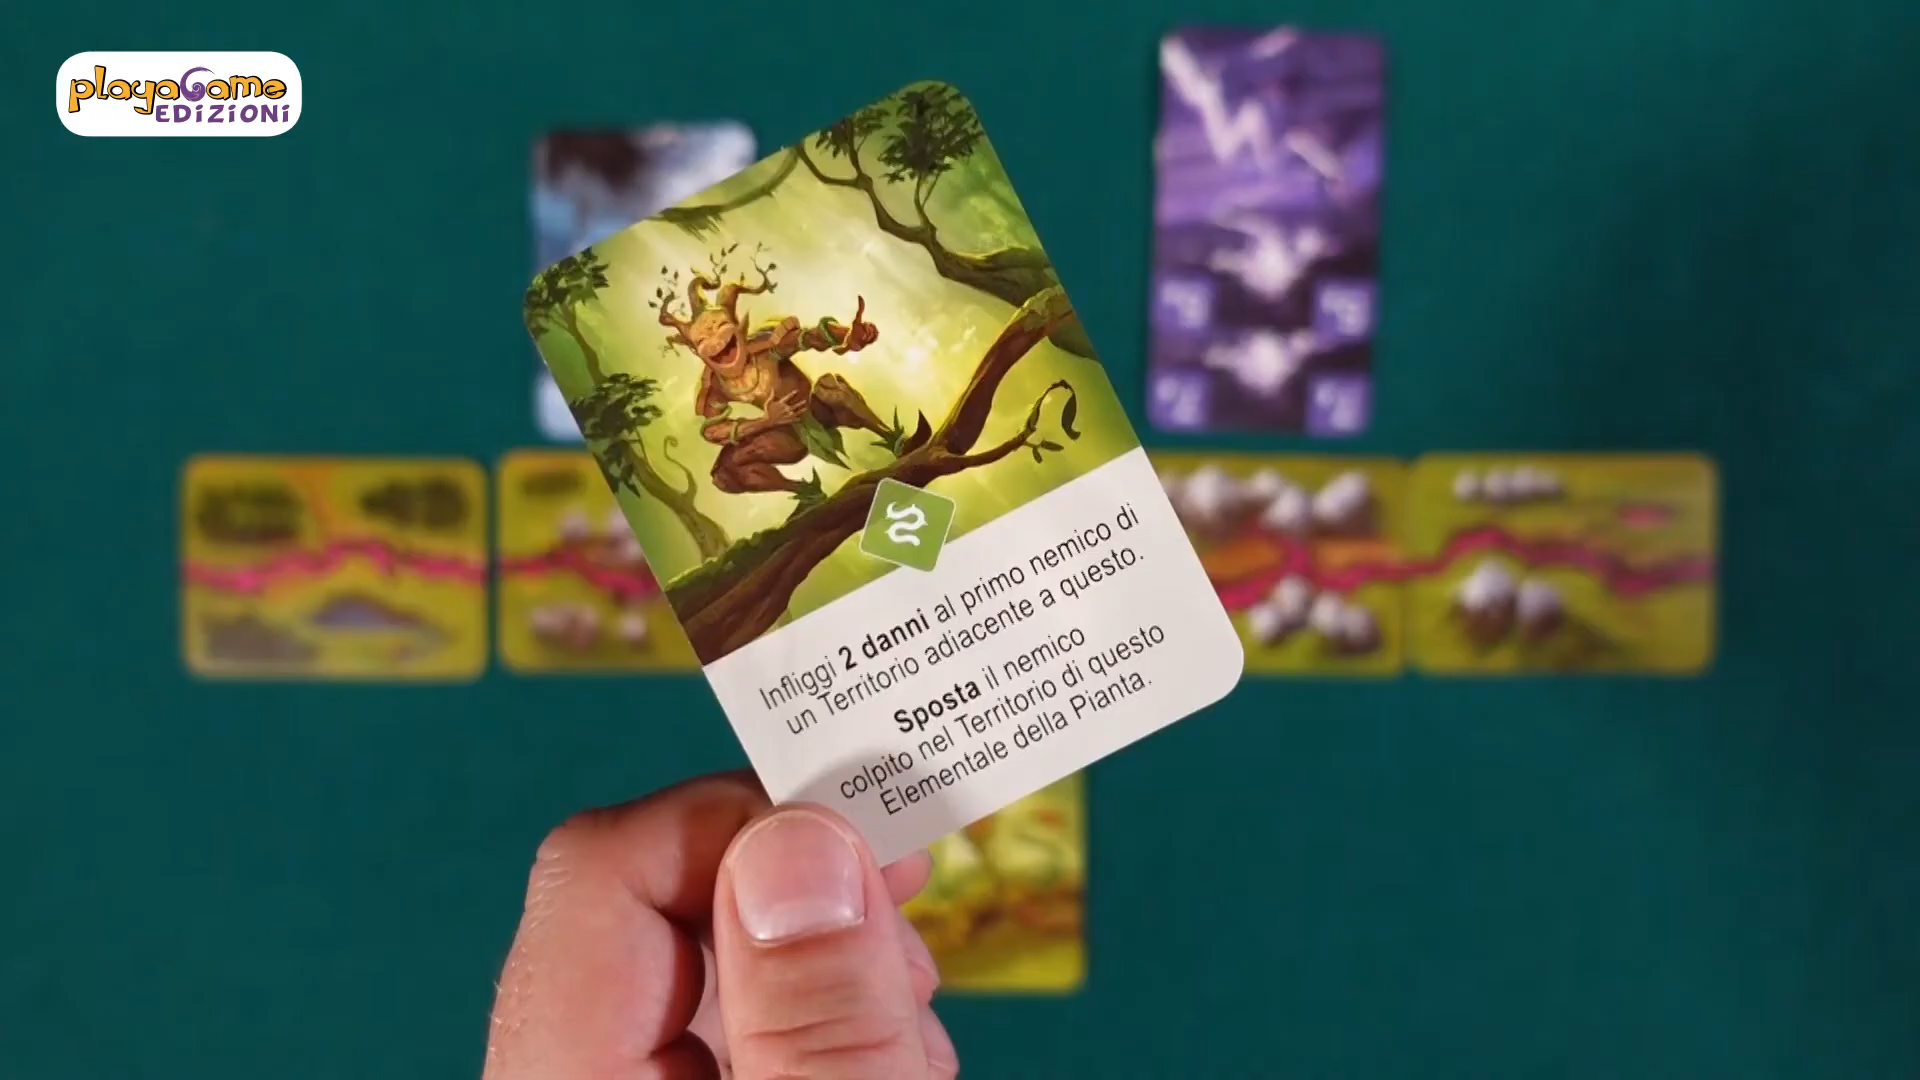 playaGame
EDIZIONI
Infliggi 2 danni al primo nemico di
un Territorio adiacente a questo.
Sposta il nemico
colpito nel Territorio di questo
Elementale della Pianta.